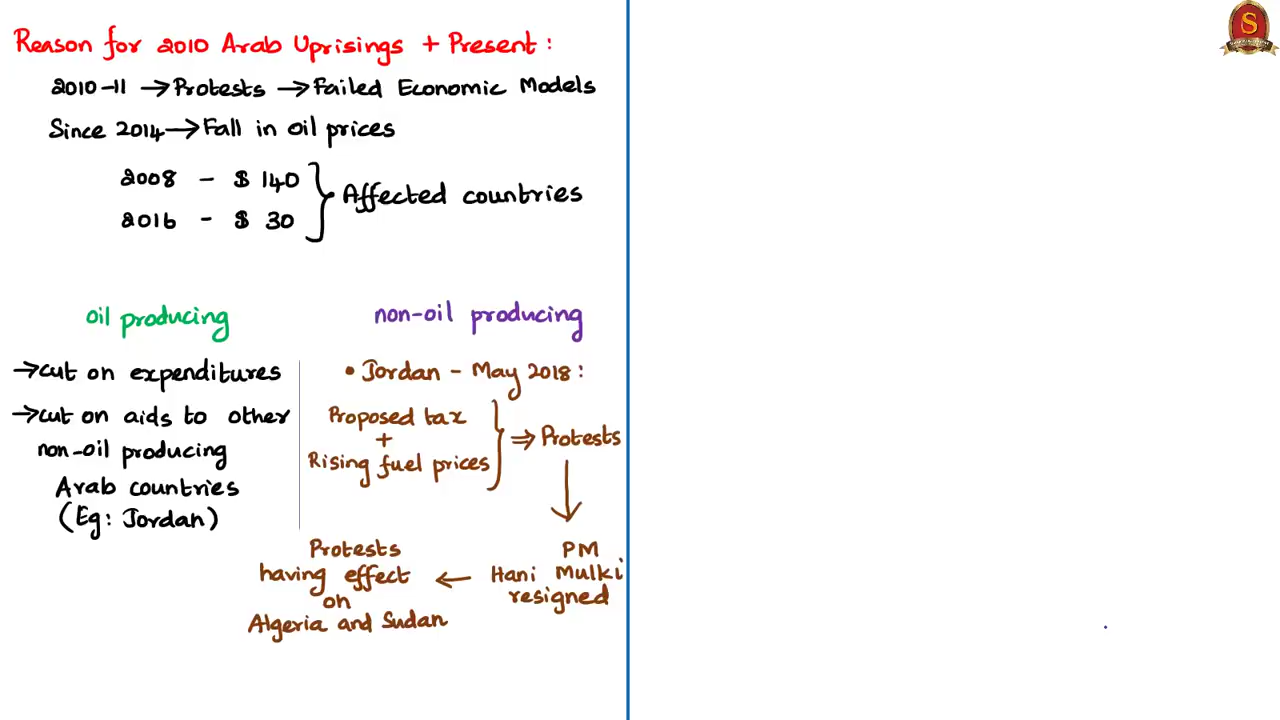 Reason for 2010 Arab Uprisings + Present :
2010-11 → Protests → Failed Economic Models
Since 2014 → Fall in oil prices
2008 - $ 140
2016 - $ 30
Affected countries
oil producing
→ cut on expenditures
→ cut on aids to other
non-oil producing
Arab countries
(Eg: Jordan)
non-oil producing
• Jordan - May 2018 :
Proposed tax
+
Rising fuel prices
⇒ Protests
PM
Hani Mulki
resigned
←
Protests
having effect
on
Algeria and Sudan
S